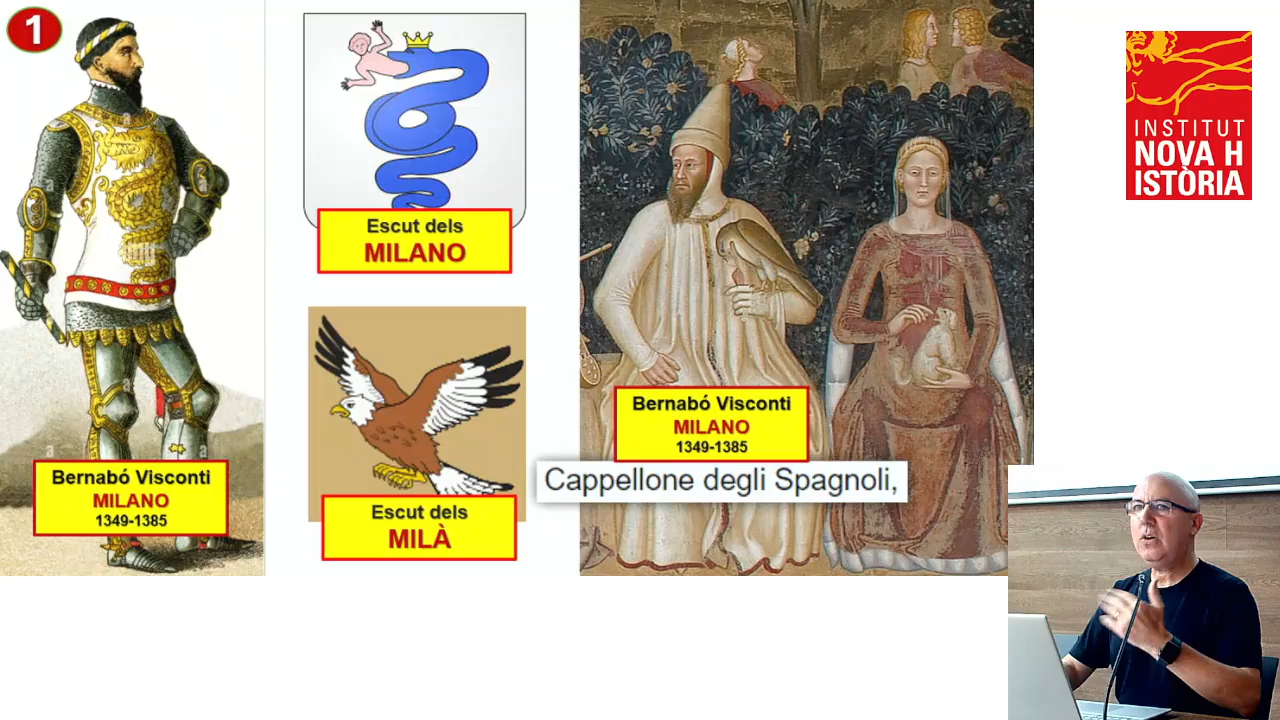 1
Bernabó Visconti
MILANO
1349-1385
Escut dels
MILANO
Escut dels
MILÀ
Bernabó Visconti
MILANO
1349-1385
Cappellone degli Spagnoli,
INSTITUT
NOVA H
ISTÒRIA
a
a
a
a
a
a